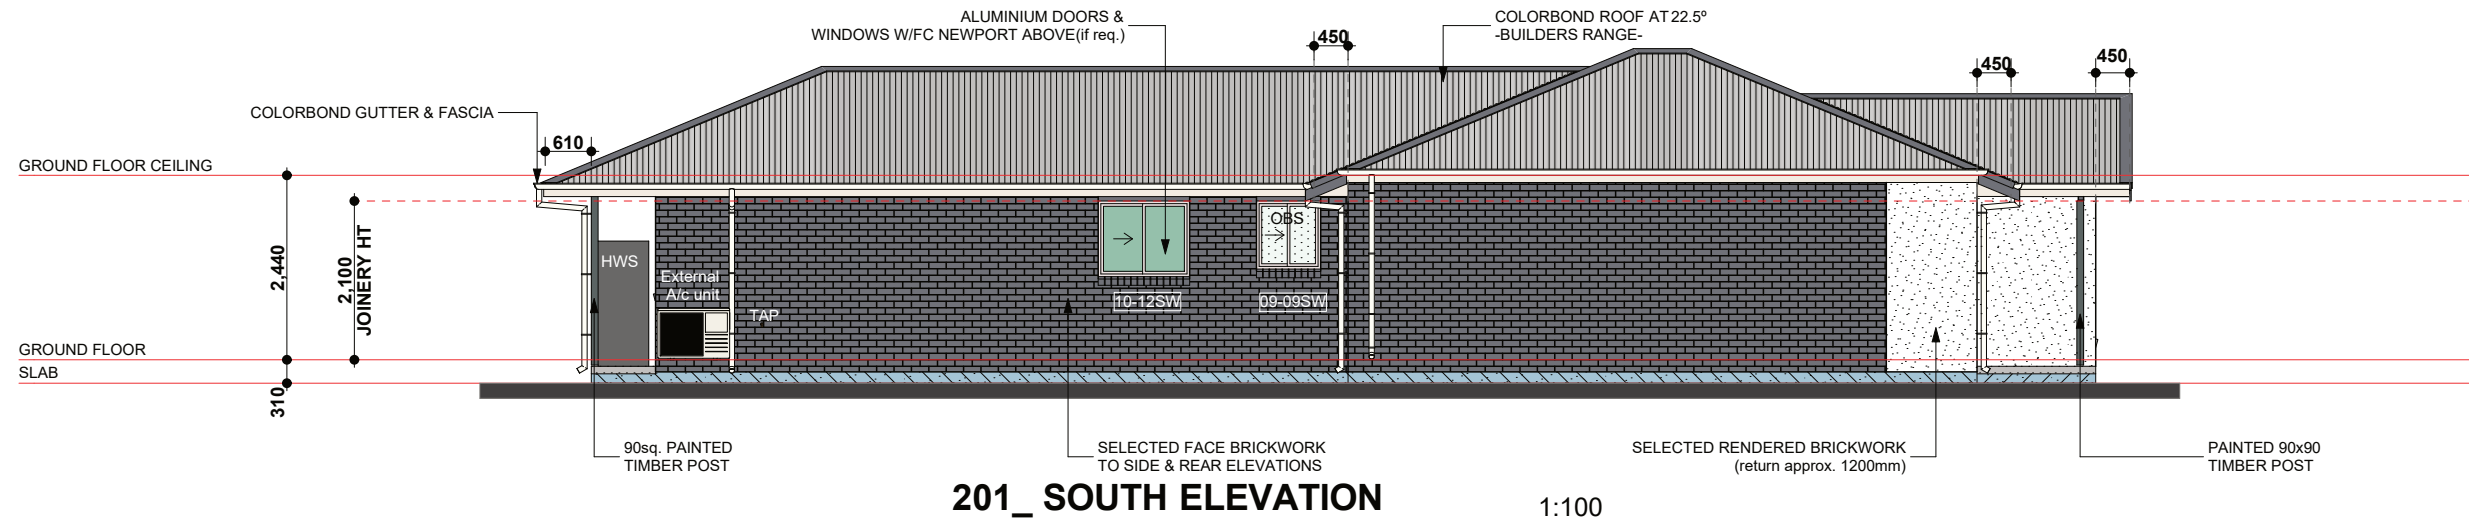 ALUMINIUM DOORS &
WINDOWS W/FC NEWPORT ABOVE(if req.)
COLORBOND ROOF AT 22.5º
-BUILDERS RANGE-
450
450
450
COLORBOND GUTTER & FASCIA
610
GROUND FLOOR CEILING
2,440
2,100
JOINERY HT
OBS
HWS
External
A/c unit
TAP
10-12SW
09-09SW
GROUND FLOOR
SLAB
310
90sq. PAINTED
TIMBER POST
SELECTED FACE BRICKWORK
TO SIDE & REAR ELEVATIONS
SELECTED RENDERED BRICKWORK
(return approx. 1200mm)
PAINTED 90x90
TIMBER POST
201_ SOUTH ELEVATION
1:100